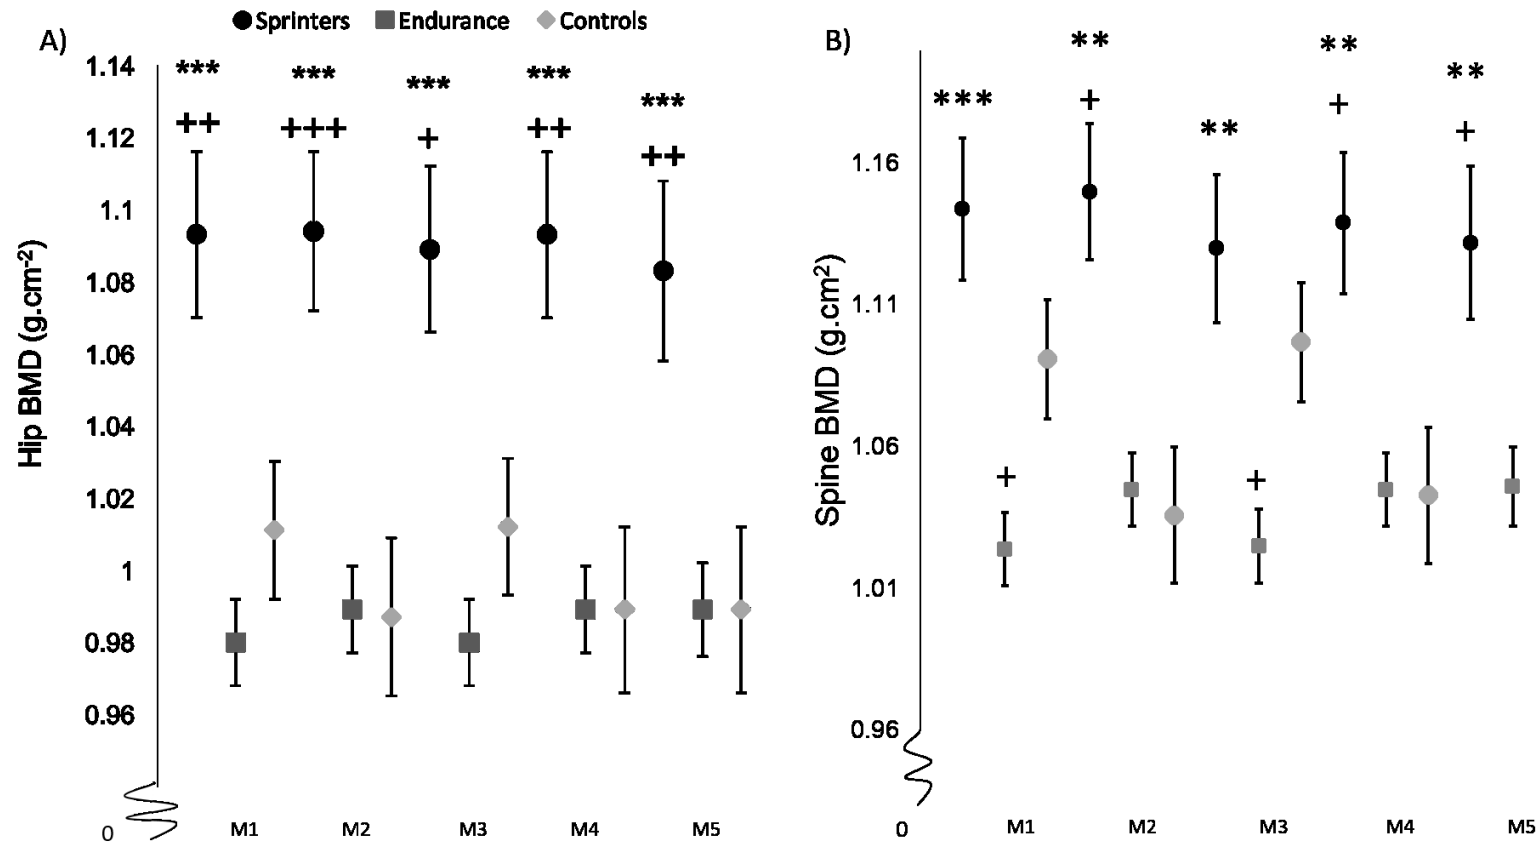 Sprinters Endurance Controls
A)
Hip BMD (g.cm-2)
1.14
1.12
1.1
1.08
1.06
1.04
1.02
1
0.98
0.96
0
*** *** *** *** ***
++ +++ + ++ ++
M1 M2 M3 M4 M5
B)
Spine BMD (g.cm2)
1.16
1.11
1.06
1.01
0.96
0
*** ** ** ** **
+ + +
+ +
M1 M2 M3 M4 M5